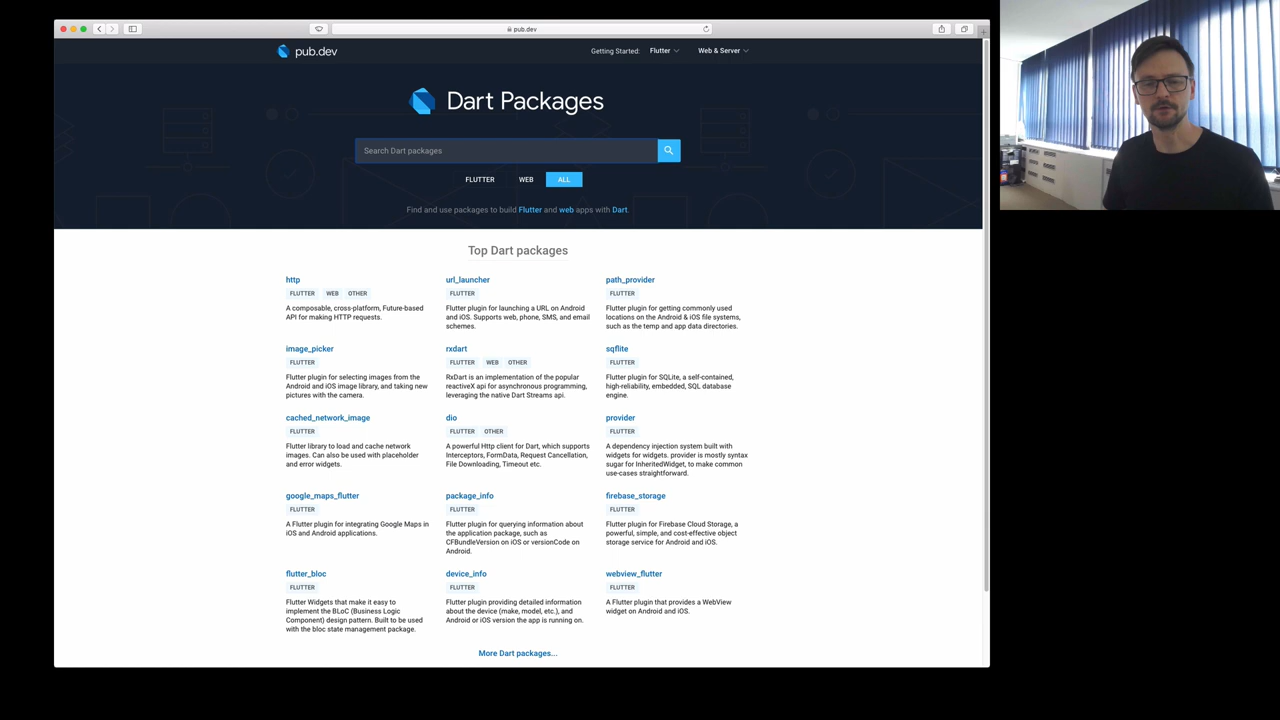 pub.dev
pub.dev
Getting Started: Flutter Web & Server
Dart Packages
Search Dart packages
FLUTTER WEB ALL
Find and use packages to build Flutter and web apps with Dart.
Top Dart packages
http
FLUTTER WEB OTHER
A composable, cross-platform, Future-based
API for making HTTP requests.
url_launcher
FLUTTER
Flutter plugin for launching a URL on Android
and iOS. Supports web, phone, SMS, and email
schemes.
path_provider
FLUTTER
Flutter plugin for getting commonly used
locations on the Android & iOS file systems,
such as the temp and app data directories.
image_picker
FLUTTER
Flutter plugin for selecting images from the
Android and iOS image library, and taking new
pictures with the camera.
rxdart
FLUTTER WEB OTHER
RxDart is an implementation of the popular
reactiveX api for asynchronous programming,
leveraging the native Dart Streams api.
sqflite
FLUTTER
Flutter plugin for SQLite, a self-contained,
high-reliability, embedded, SQL database
engine.
cached_network_image
FLUTTER
Flutter library to load and cache network
images. Can also be used with placeholder
and error widgets.
dio
FLUTTER OTHER
A powerful Http client for Dart, which supports
Interceptors, FormData, Request Cancellation,
File Downloading, Timeout etc.
provider
FLUTTER
A dependency injection system built with
widgets for widgets. provider is mostly syntax
sugar for InheritedWidget, to make common
use-cases straightforward.
google_maps_flutter
FLUTTER
A Flutter plugin for integrating Google Maps in
iOS and Android applications.
package_info
FLUTTER
Flutter plugin for querying information about
the application package, such as
CFBundleVersion on iOS or versionCode on
Android.
firebase_storage
FLUTTER
Flutter plugin for Firebase Cloud Storage, a
powerful, simple, and cost-effective object
storage service for Android and iOS.
flutter_bloc
FLUTTER
Flutter Widgets that make it easy to
implement the BLoC (Business Logic
Component) design pattern. Built to be used
with the bloc state management package.
device_info
FLUTTER
Flutter plugin providing detailed information
about the device (make, model, etc.), and
Android or iOS version the app is running on.
webview_flutter
FLUTTER
A Flutter plugin that provides a WebView
widget on Android and iOS.
More Dart packages...